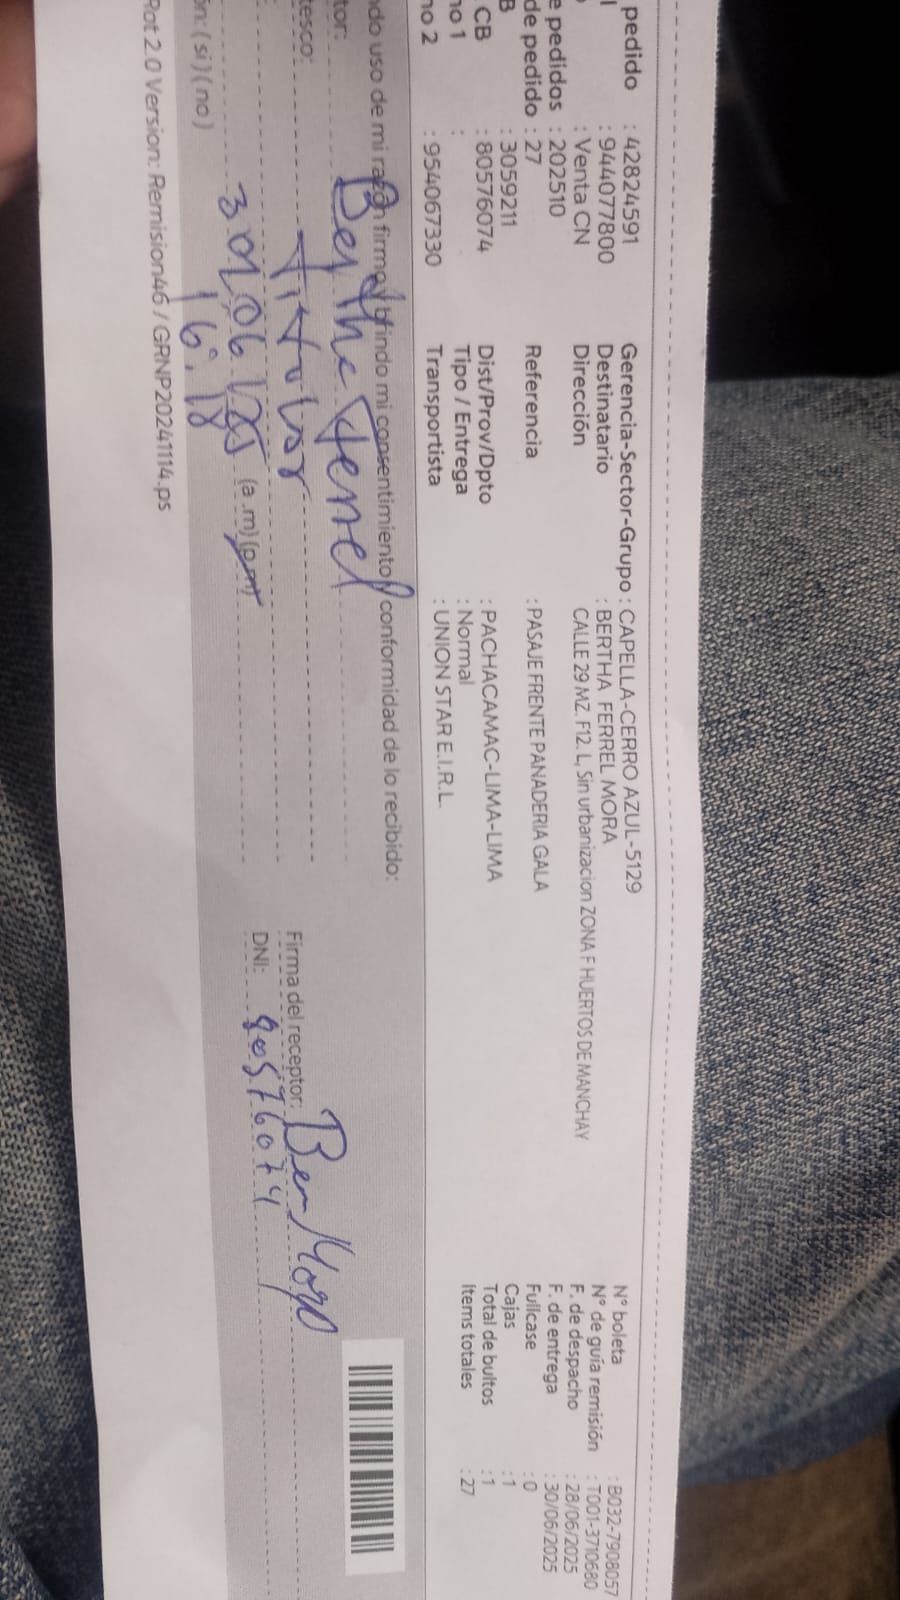 pedido : 42824591
: 944077800
: Venta CN
e pedidos : 202510
de pedido : 27
B : 3059211
CB : 80576074
no 1 :
no 2 : 954067330
Gerencia-Sector-Grupo : CAPELLA-CERRO AZUL-5129
Destinatario : BERTHA FERREL MORA
Dirección CALLE 29 MZ. F12. L, Sin urbanizacion ZONA F HUERTOS DE MANCHAY
Referencia : PASAJE FRENTE PANADERIA GALA
Dist/Prov/Dpto : PACHACAMAC-LIMA-LIMA
Tipo / Entrega : Normal
Transportista : UNION STAR E.I.R.L.
N° boleta : B032-7908057
N° de guía remisión : T001-3710680
F. de despacho : 28/06/2025
F. de entrega : 30/06/2025
Fullcase : 0
Cajas : 1
Total de bultos : 1
Items totales : 27
ndo uso de mi razón firmo y brindo mi consentimiento y conformidad de lo recibido:
tor: Berthe Ferrel
tesco: Titular
30/06/25 (a .m) (p.m)
16:18
ón: ( si ) ( no )
Firma del receptor:
DNI: 80576074
Rot 2.0 Version: Remision46 / GRNP20241114.ps